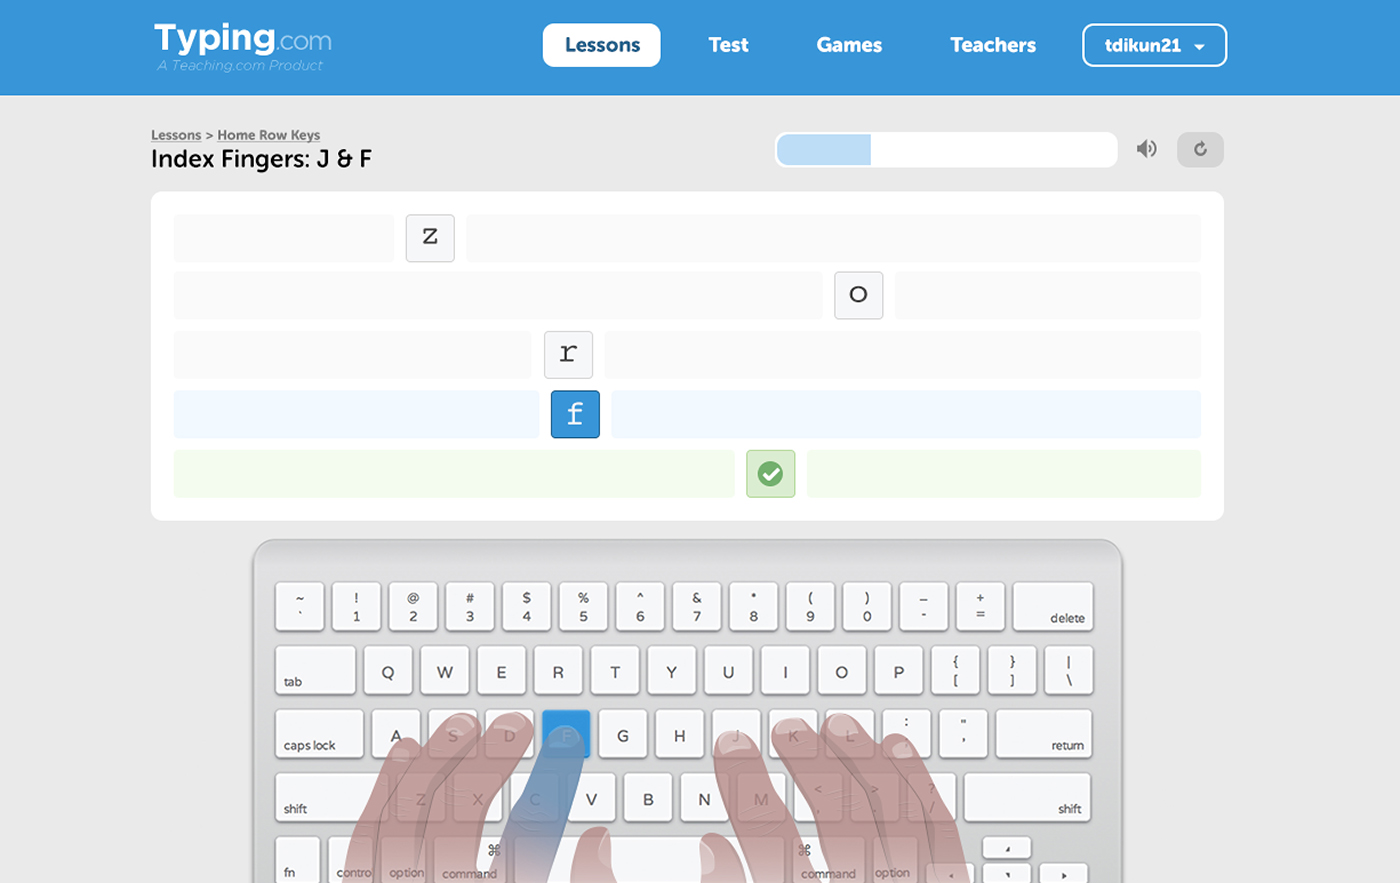 Typing.com
A Teaching.com Product
Lessons Test Games Teachers tdikun21
Lessons > Home Row Keys
Index Fingers: J & F
z
o
r
f
~ ! @ # $ % ^ & * ( ) – +
` 1 2 3 4 5 6 7 8 9 0 - = delete
tab Q W E R T Y U I O P { [ } ] | \
caps lock A S D F G H J K L : ; " , return
shift Z X C V B N M < , > . ? / shift
fn control option ⌘ command ⌘ command option